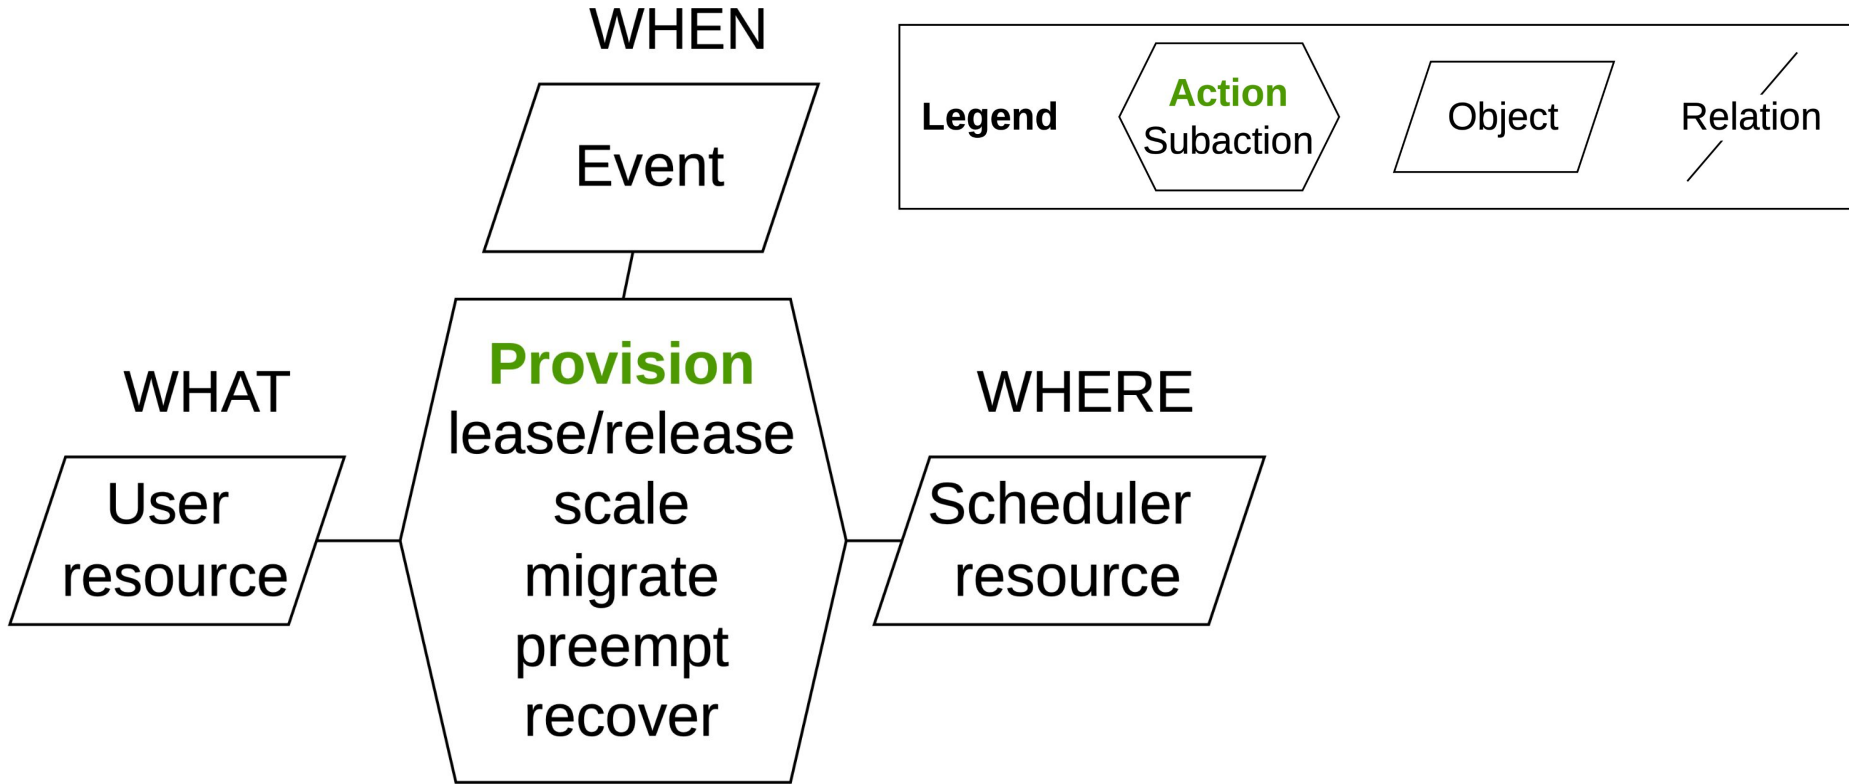 WHEN
Event
Legend
Action
Subaction
Object
Relation
WHAT
User
resource
Provision
lease/release
scale
migrate
preempt
recover
WHERE
Scheduler
resource